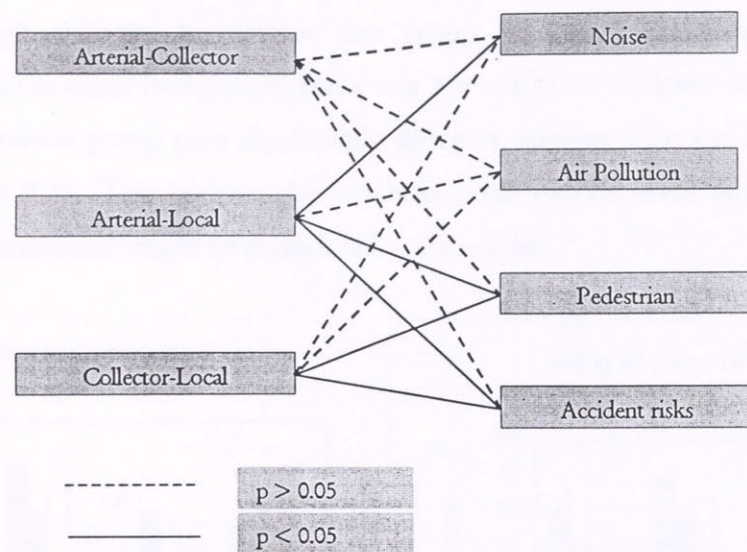 Arterial-Collector
Noise
Air Pollution
Arterial-Local
Pedestrian
Collector-Local
Accident risks
p > 0.05
p < 0.05